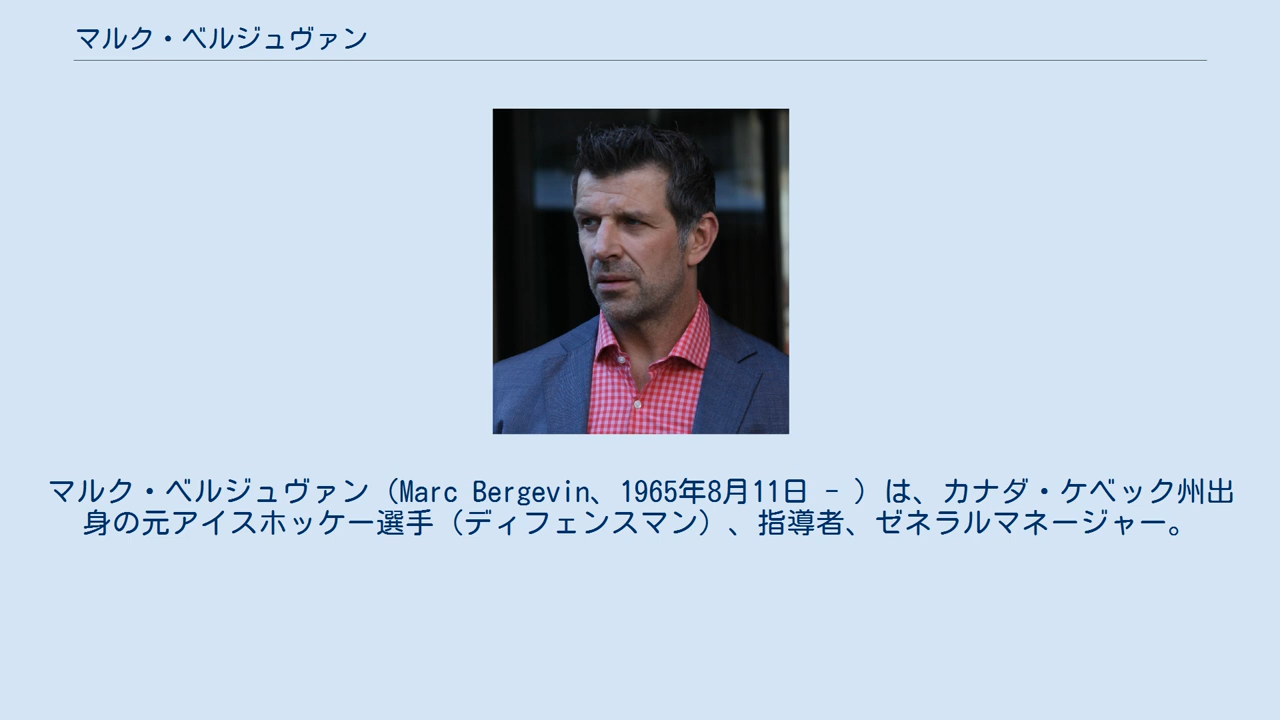 マルク・ベルジュヴァン
マルク・ベルジュヴァン（Marc Bergevin、1965年8月11日 - ）は、カナダ・ケベック州出
身の元アイスホッケー選手（ディフェンスマン）、指導者、ゼネラルマネージャー。